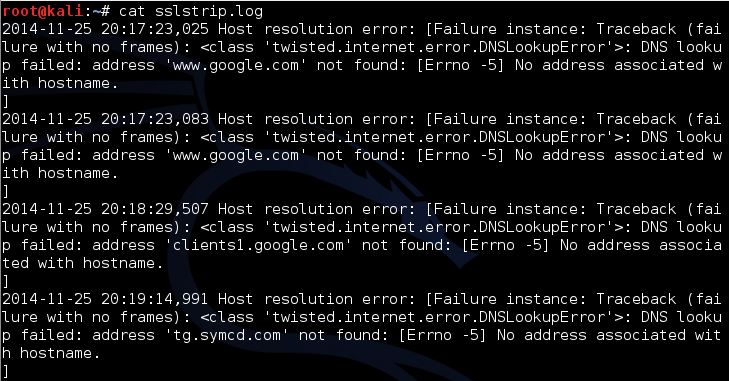 root@kali:~# cat sslstrip.log
2014-11-25 20:17:23,025 Host resolution error: [Failure instance: Traceback (fai
lure with no frames): <class 'twisted.internet.error.DNSLookupError'>: DNS looku
p failed: address 'www.google.com' not found: [Errno -5] No address associated w
ith hostname.
]
2014-11-25 20:17:23,083 Host resolution error: [Failure instance: Traceback (fai
lure with no frames): <class 'twisted.internet.error.DNSLookupError'>: DNS looku
p failed: address 'www.google.com' not found: [Errno -5] No address associated w
ith hostname.
]
2014-11-25 20:18:29,507 Host resolution error: [Failure instance: Traceback (fai
lure with no frames): <class 'twisted.internet.error.DNSLookupError'>: DNS looku
p failed: address 'clients1.google.com' not found: [Errno -5] No address associa
ted with hostname.
]
2014-11-25 20:19:14,991 Host resolution error: [Failure instance: Traceback (fai
lure with no frames): <class 'twisted.internet.error.DNSLookupError'>: DNS looku
p failed: address 'tg.symcd.com' not found: [Errno -5] No address associated wit
h hostname.
]